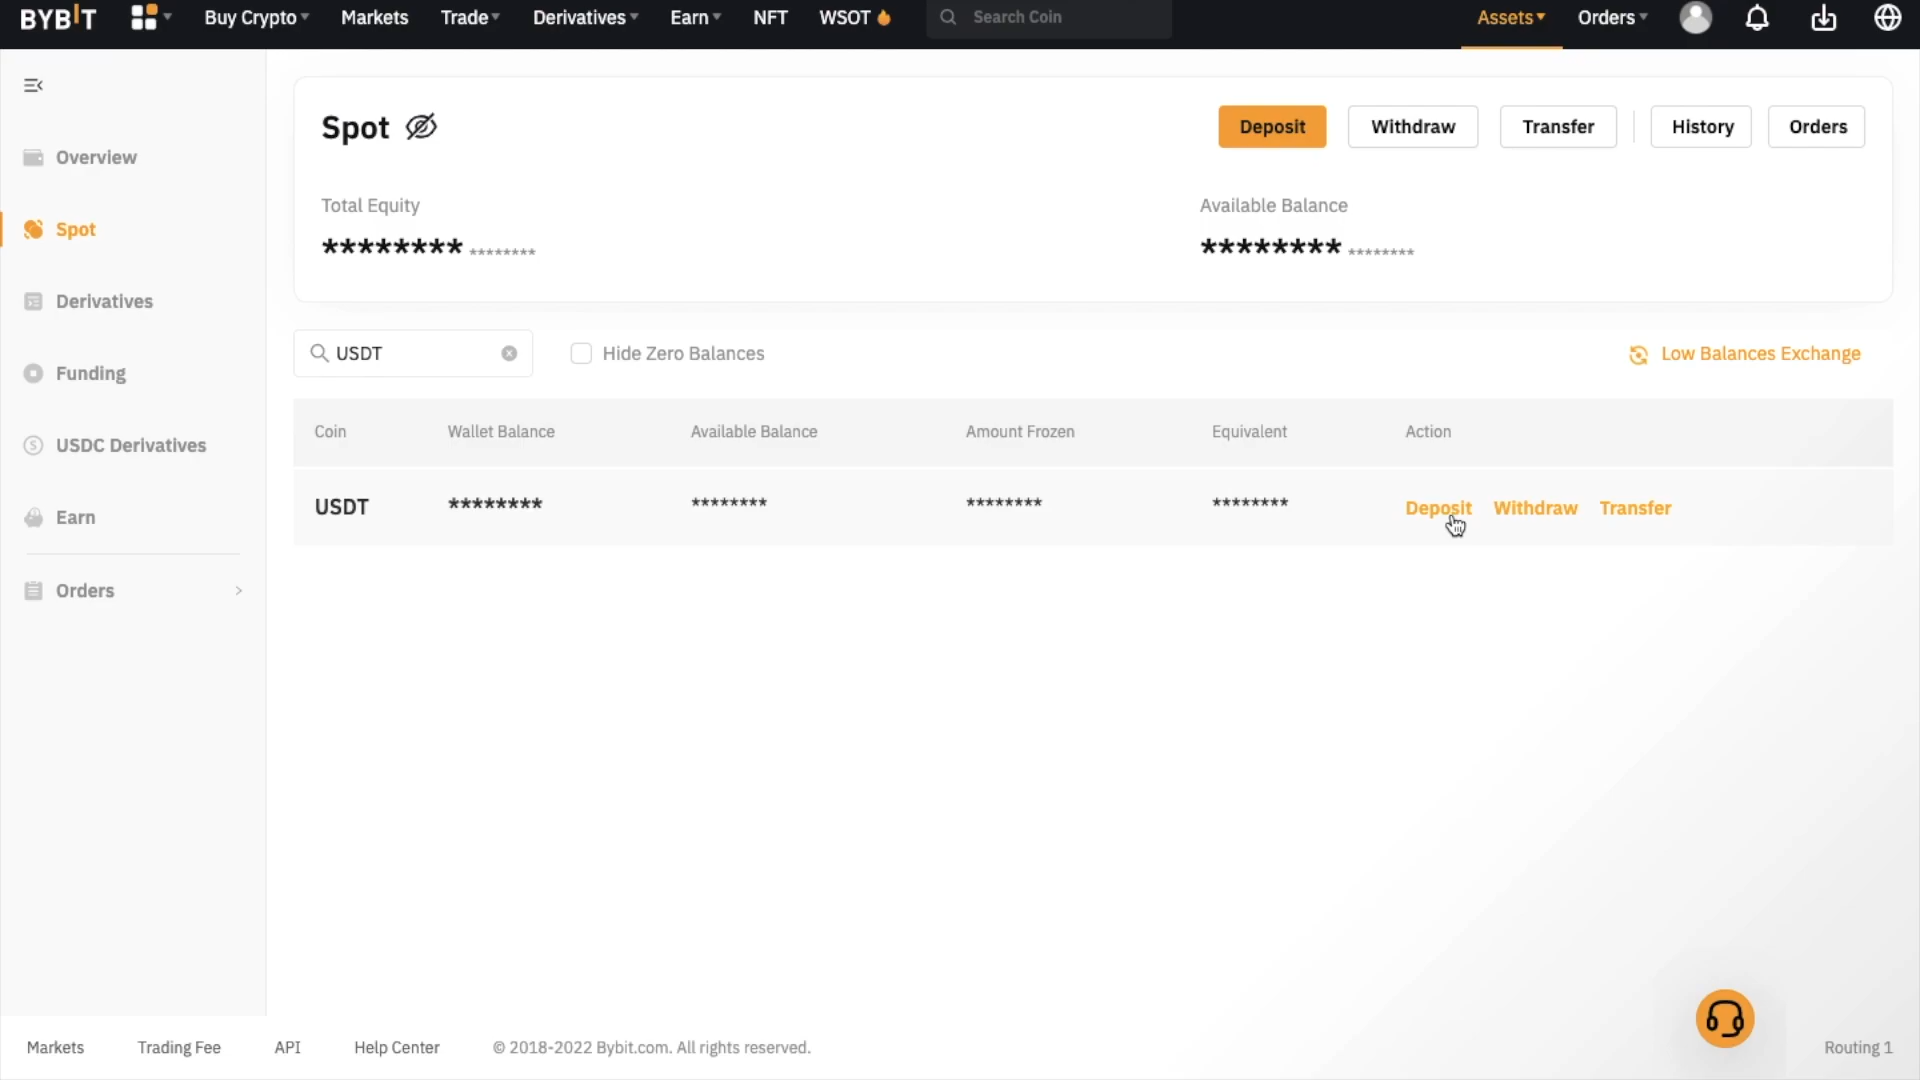 BYBIT Buy Crypto Markets Trade Derivatives Earn NFT WSOT Search Coin Assets Orders
Overview
Spot
Derivatives
Funding
USDC Derivatives
Earn
Orders
Spot Deposit Withdraw Transfer History Orders
Total Equity Available Balance
******** ******** ******** ********
USDT Hide Zero Balances Low Balances Exchange
Coin Wallet Balance Available Balance Amount Frozen Equivalent Action
USDT ******** ******** ******** ******** Deposit Withdraw Transfer
Markets Trading Fee API Help Center © 2018-2022 Bybit.com. All rights reserved. Routing 1